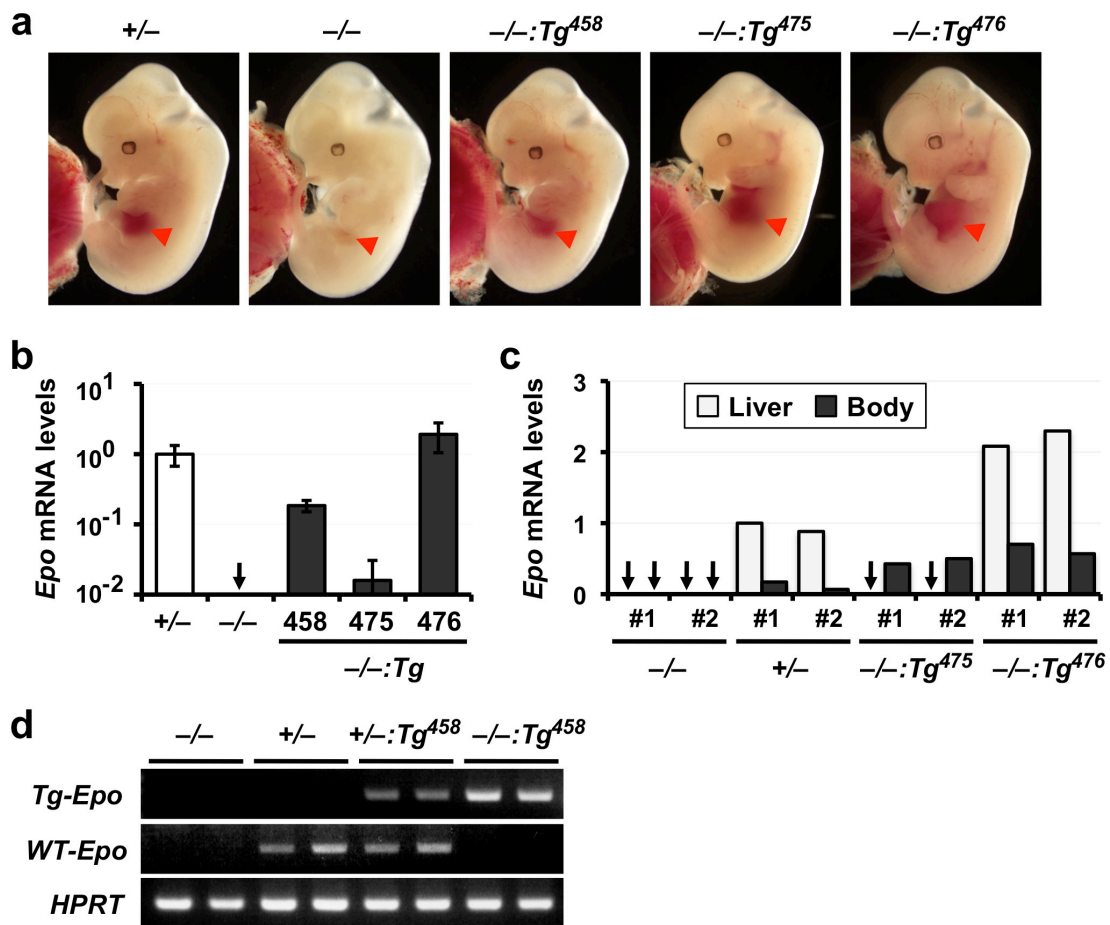 a
+/– –/– –/–:Tg458 –/–:Tg475 –/–:Tg476
b
Epo mRNA levels
101
100
10-1
10-2
+/– –/– 458 475 476
–/–:Tg
c
Epo mRNA levels
3
2
1
0
Liver Body
#1 #2 #1 #2 #1 #2 #1 #2
–/– +/– –/–:Tg475 –/–:Tg476
d
–/– +/– +/–:Tg458 –/–:Tg458
Tg-Epo
WT-Epo
HPRT